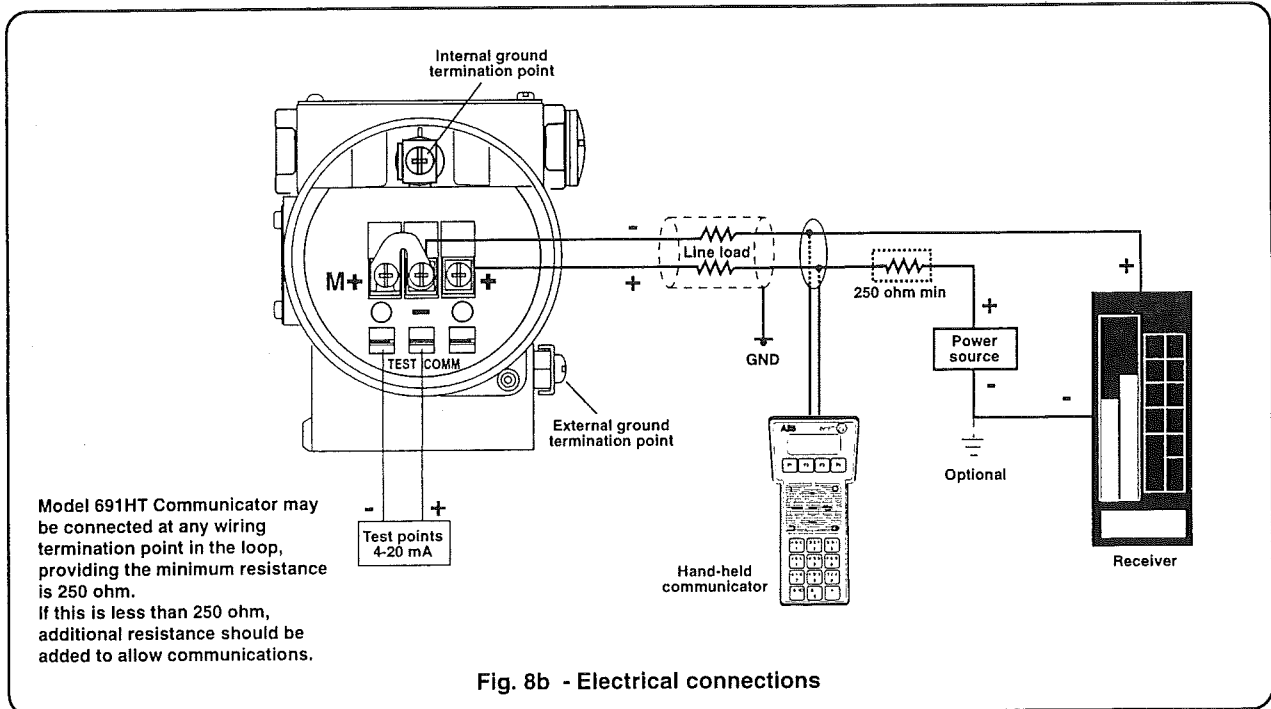 Internal ground
termination point
M+
-
+
TEST COMM
-
+
Line load
250 ohm min
GND
+
Power
source
-
-
+
Optional
Receiver
External ground
termination point
ABB
Hand-held
communicator
-
+
Test points
4-20 mA
Model 691HT Communicator may
be connected at any wiring
termination point in the loop,
providing the minimum resistance
is 250 ohm.
If this is less than 250 ohm,
additional resistance should be
added to allow communications.
Fig. 8b - Electrical connections